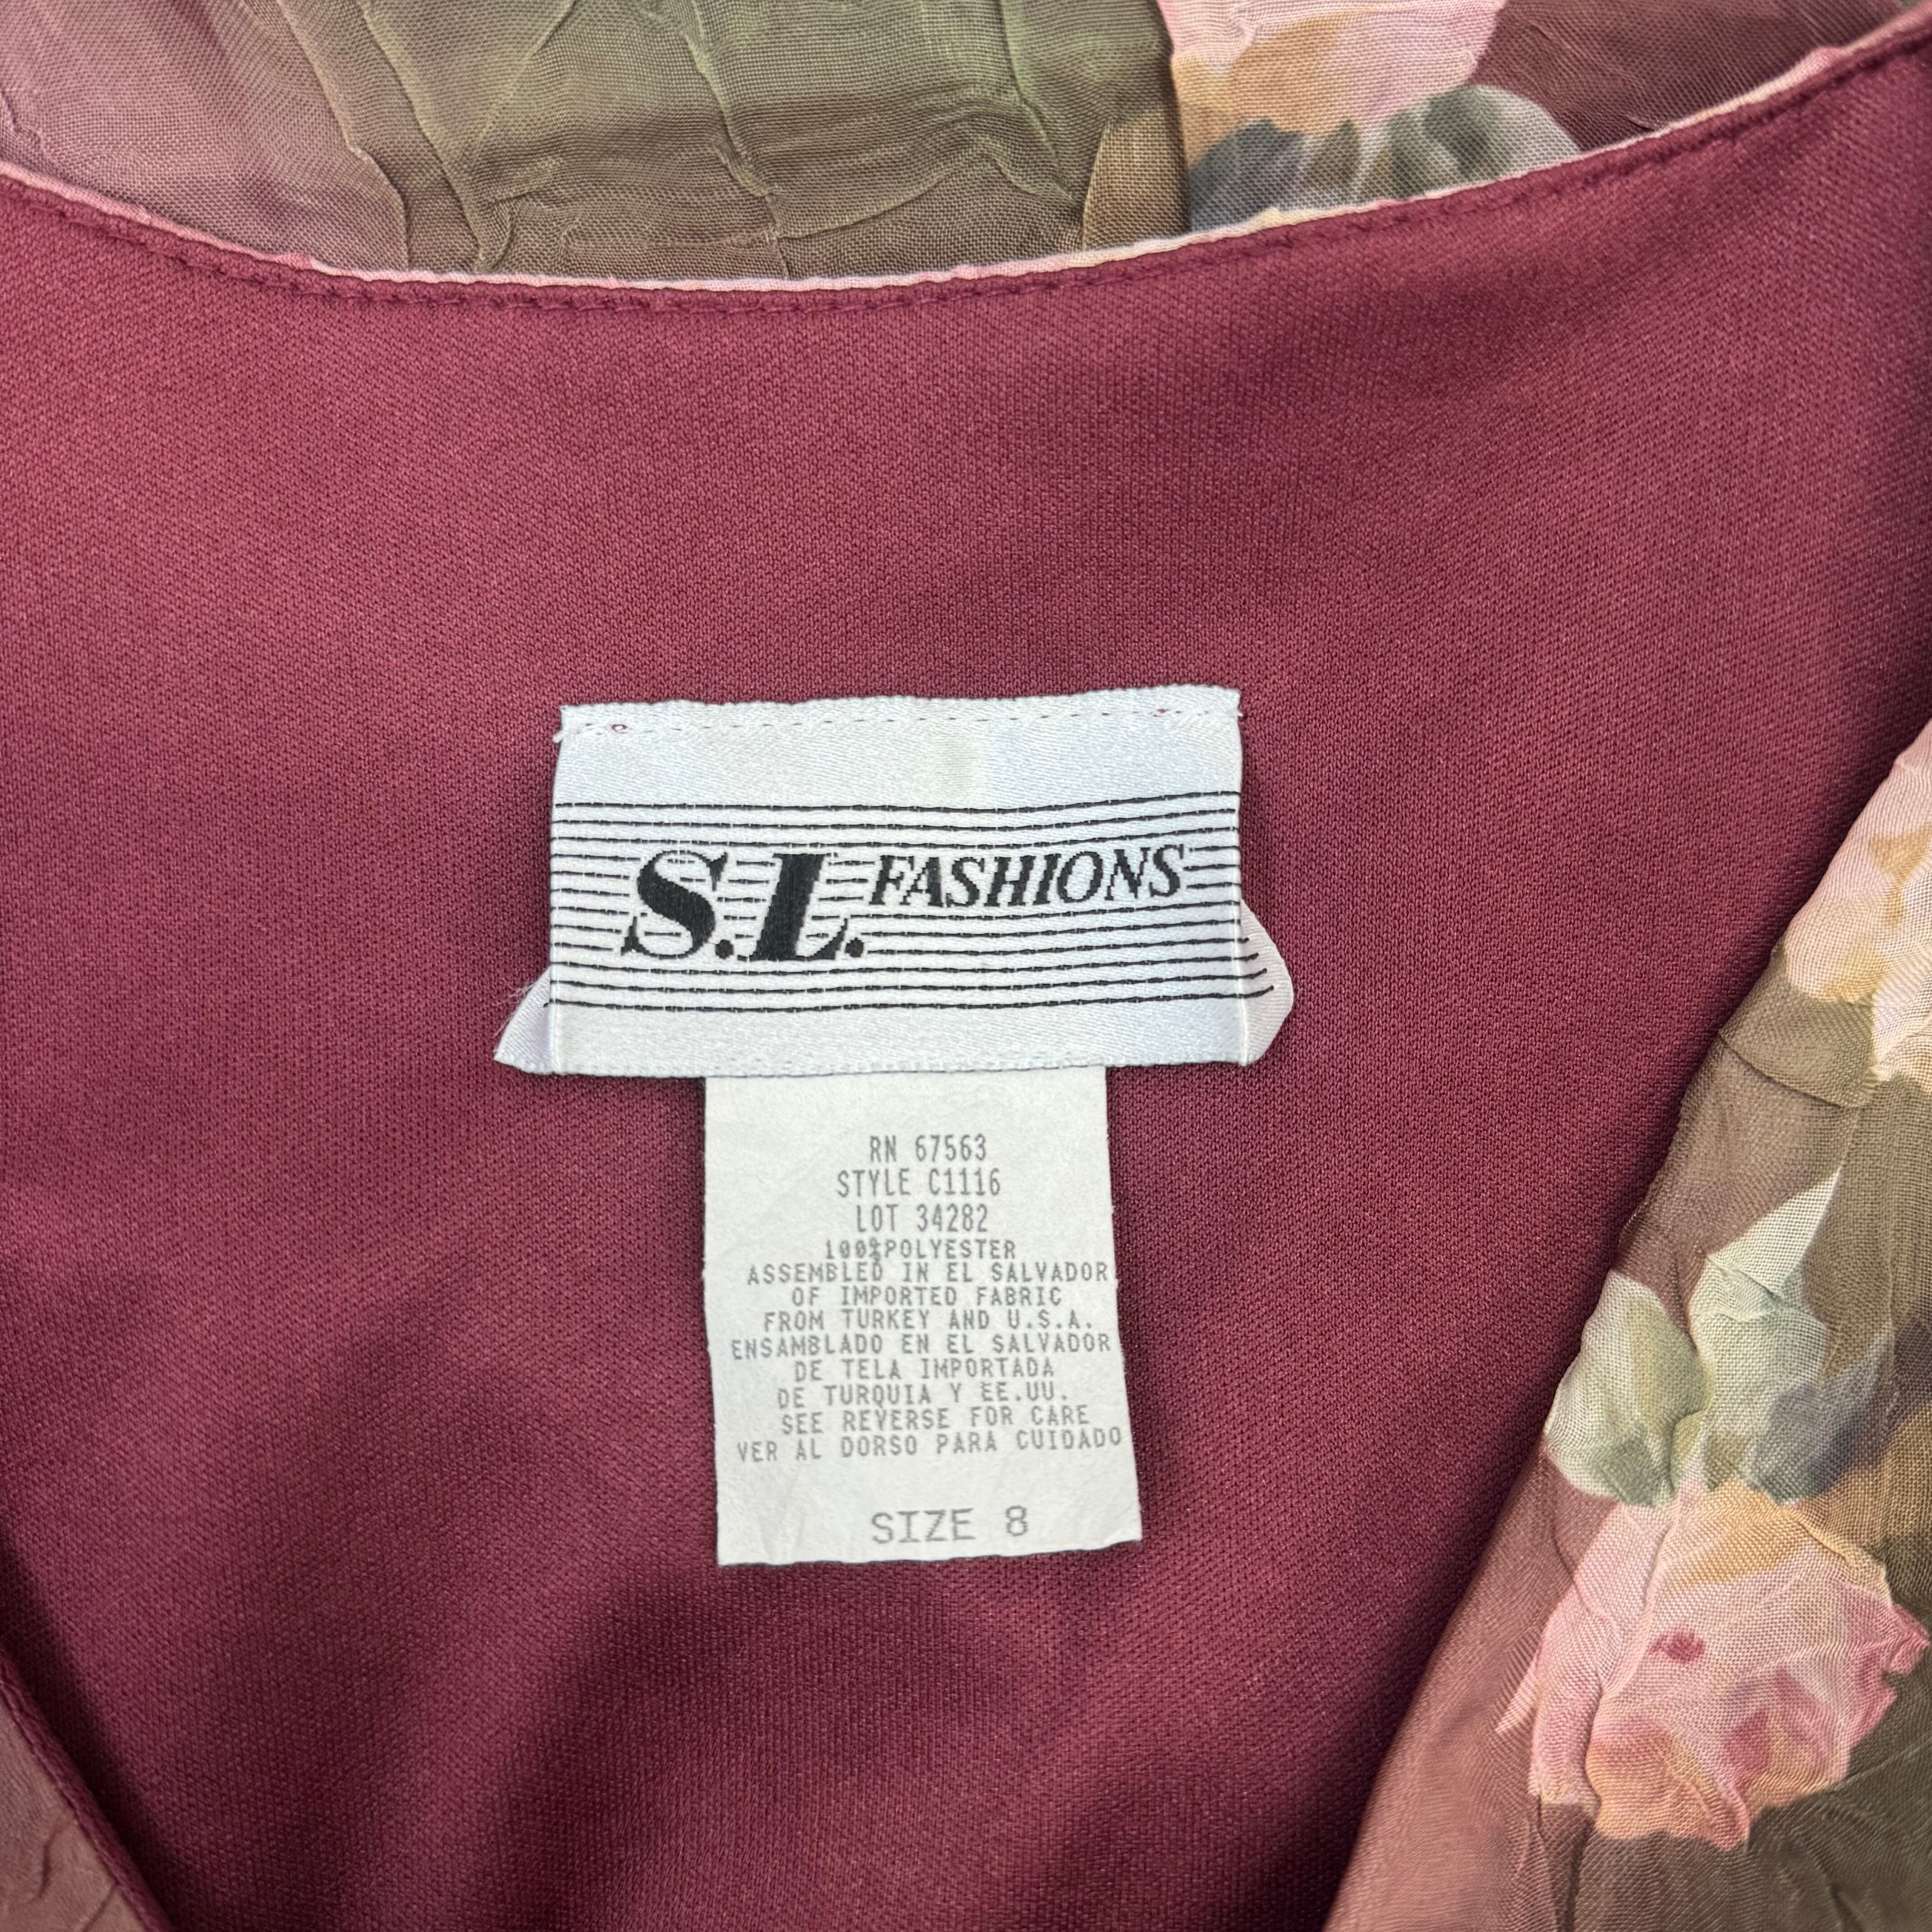 S.L. FASHIONS
RN 67563
STYLE C1116
LOT 34282
100%POLYESTER
ASSEMBLED IN EL SALVADOR
OF IMPORTED FABRIC
FROM TURKEY AND U.S.A.
ENSAMBLADO EN EL SALVADOR
DE TELA IMPORTADA
DE TURQUIA Y EE.UU.
SEE REVERSE FOR CARE
VER AL DORSO PARA CUIDADO
SIZE 8